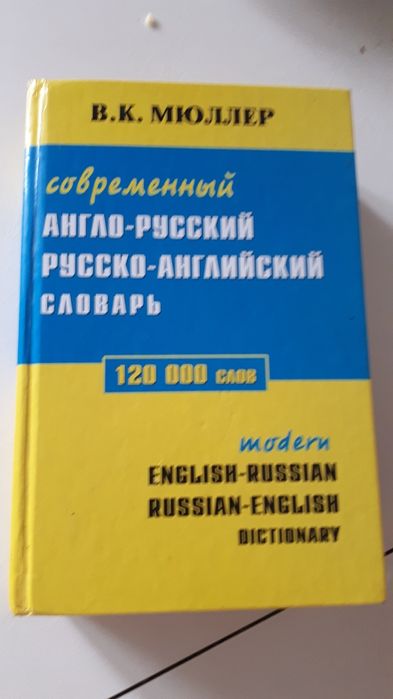 В.К. МЮЛЛЕР
современный
АНГЛО-РУССКИЙ
РУССКО-АНГЛИЙСКИЙ
СЛОВАРЬ
120 000 слов
modern
ENGLISH-RUSSIAN
RUSSIAN-ENGLISH
DICTIONARY